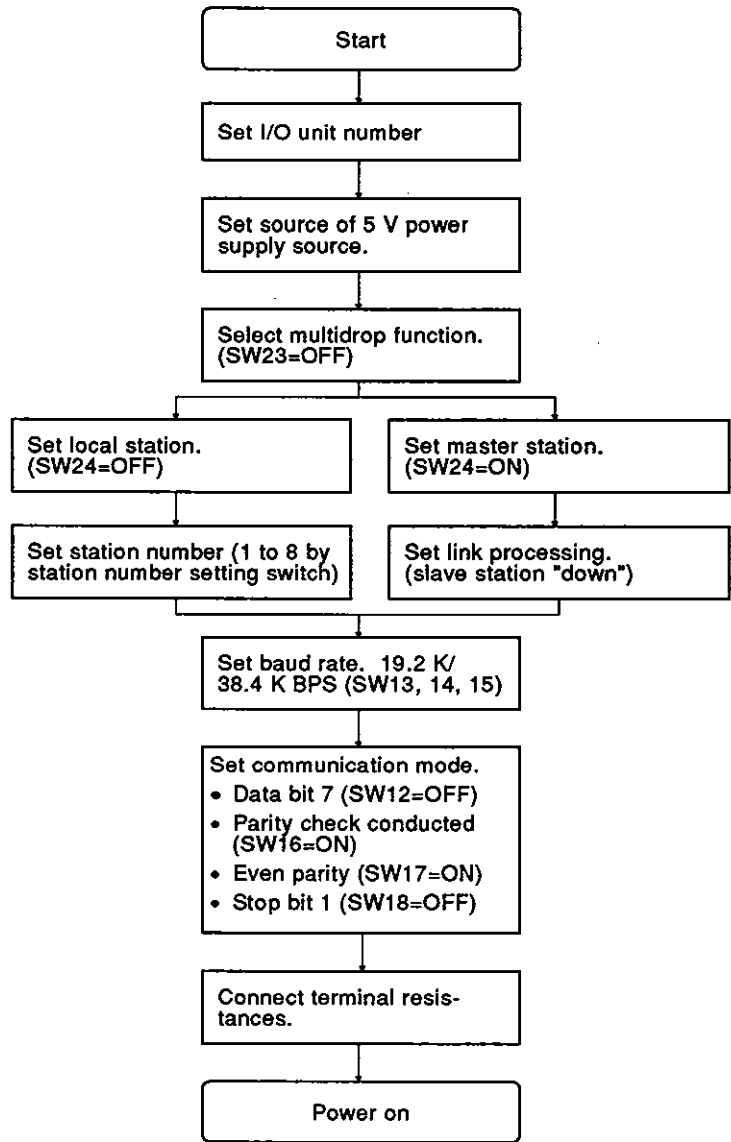 Start
Set I/O unit number
Set source of 5 V power
supply source.
Select multidrop function.
(SW23=OFF)
Set local station.
(SW24=OFF)
Set master station.
(SW24=ON)
Set station number (1 to 8 by
station number setting switch)
Set link processing.
(slave station "down")
Set baud rate. 19.2 K/
38.4 K BPS (SW13, 14, 15)
Set communication mode.
• Data bit 7 (SW12=OFF)
• Parity check conducted
(SW16=ON)
• Even parity (SW17=ON)
• Stop bit 1 (SW18=OFF)
Connect terminal resis-
tances.
Power on